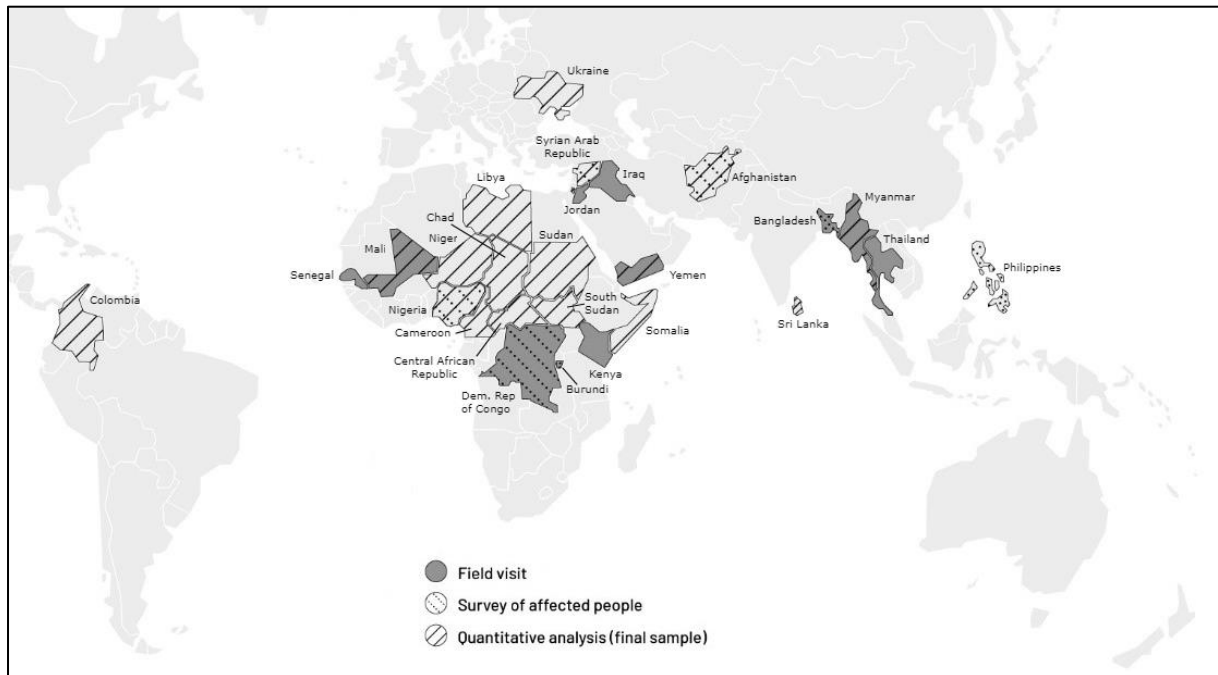 Ukraine
Syrian Arab
Republic
Libya
Iraq
Afghanistan
Jordan
Myanmar
Chad
Bangladesh
Niger
Sudan
Thailand
Mali
Senegal
Yemen
Philippines
Colombia
Nigeria
South
Sudan
Cameroon
Somalia
Sri Lanka
Central African
Republic
Kenya
Burundi
Dem. Rep
of Congo
Field visit
Survey of affected people
Quantitative analysis (final sample)